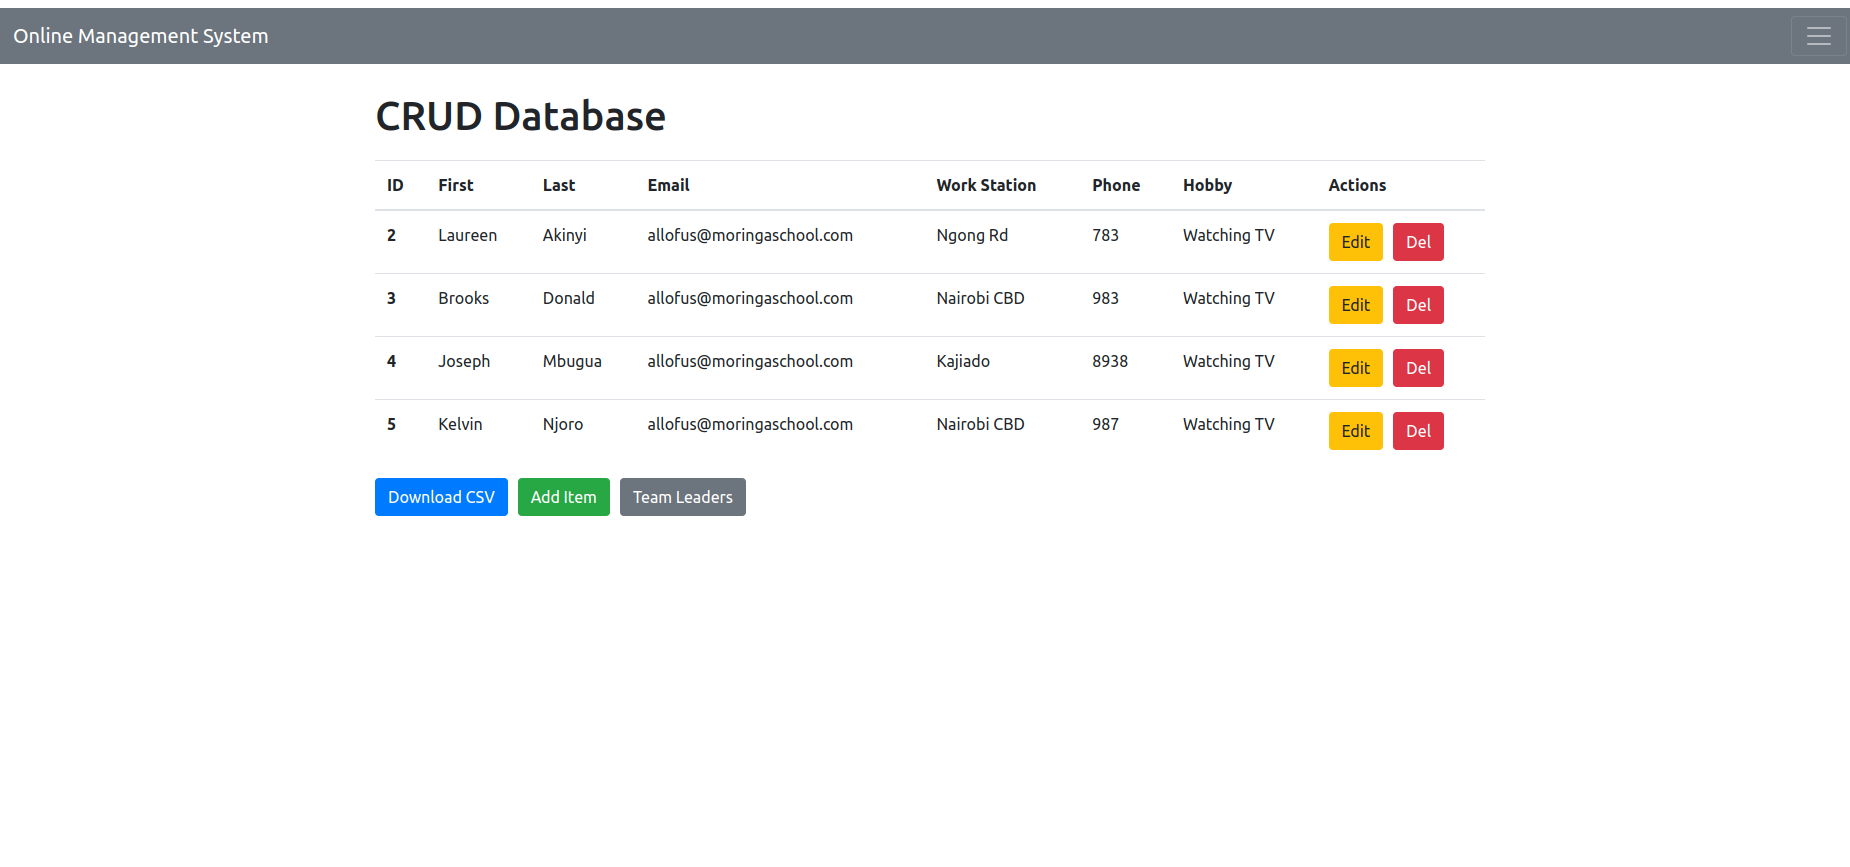 Online Management System
CRUD Database
ID First Last Email Work Station Phone Hobby Actions
2 Laureen Akinyi allofus@moringaschool.com Ngong Rd 783 Watching TV Edit Del
3 Brooks Donald allofus@moringaschool.com Nairobi CBD 983 Watching TV Edit Del
4 Joseph Mbugua allofus@moringaschool.com Kajiado 8938 Watching TV Edit Del
5 Kelvin Njoro allofus@moringaschool.com Nairobi CBD 987 Watching TV Edit Del
Download CSV Add Item Team Leaders